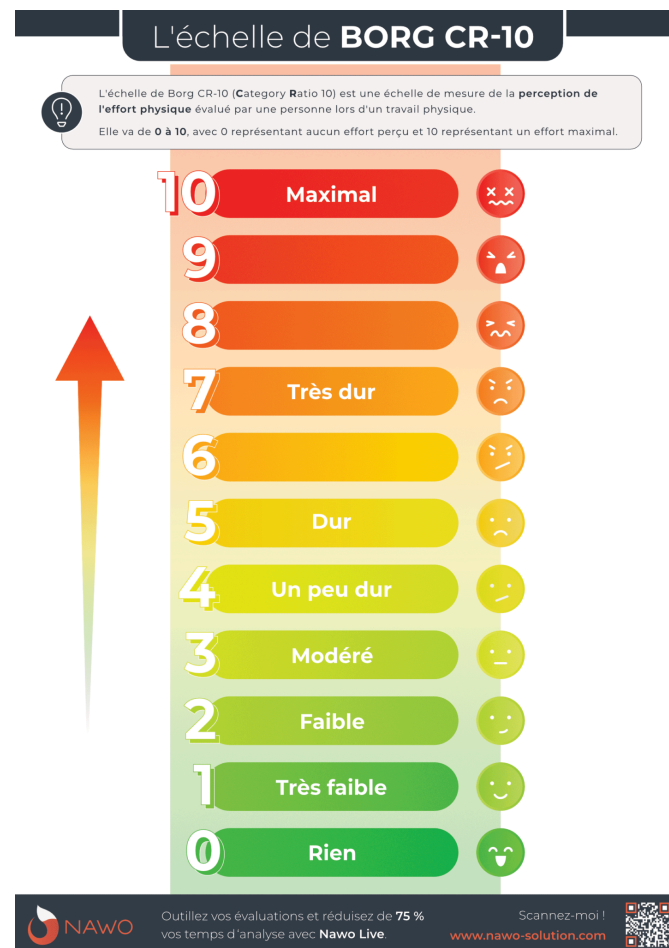 L'échelle de BORG CR-10
L'échelle de Borg CR-10 (Category Ratio 10) est une échelle de mesure de la perception de
l'effort physique évalué par une personne lors d'un travail physique.
Elle va de 0 à 10, avec 0 représentant aucun effort perçu et 10 représentant un effort maximal.
10 Maximal
9
8
7 Très dur
6
5 Dur
4 Un peu dur
3 Modéré
2 Faible
1 Très faible
0 Rien
NAWO
Outillez vos évaluations et réduisez de 75 %
vos temps d'analyse avec Nawo Live.
Scannez-moi !
www.nawo-solution.com